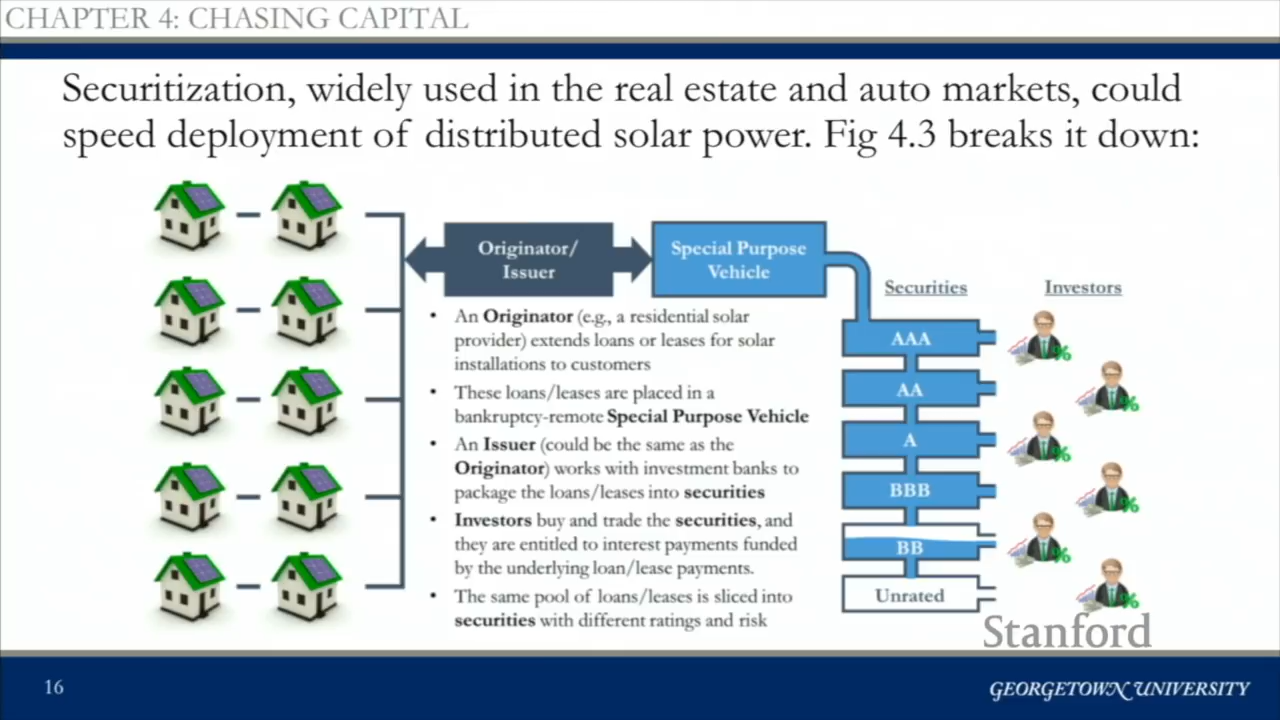 CHAPTER 4: CHASING CAPITAL
Securitization, widely used in the real estate and auto markets, could
speed deployment of distributed solar power. Fig 4.3 breaks it down:
Originator/
Issuer
Special Purpose
Vehicle
• An Originator (e.g., a residential solar
provider) extends loans or leases for solar
installations to customers
• These loans/leases are placed in a
bankruptcy-remote Special Purpose Vehicle
• An Issuer (could be the same as the
Originator) works with investment banks to
package the loans/leases into securities
• Investors buy and trade the securities, and
they are entitled to interest payments funded
by the underlying loan/lease payments.
• The same pool of loans/leases is sliced into
securities with different ratings and risk
Securities
Investors
AAA
AA
A
BBB
BB
Unrated
%
%
%
%
%
%
Stanford
16
GEORGETOWN UNIVERSITY